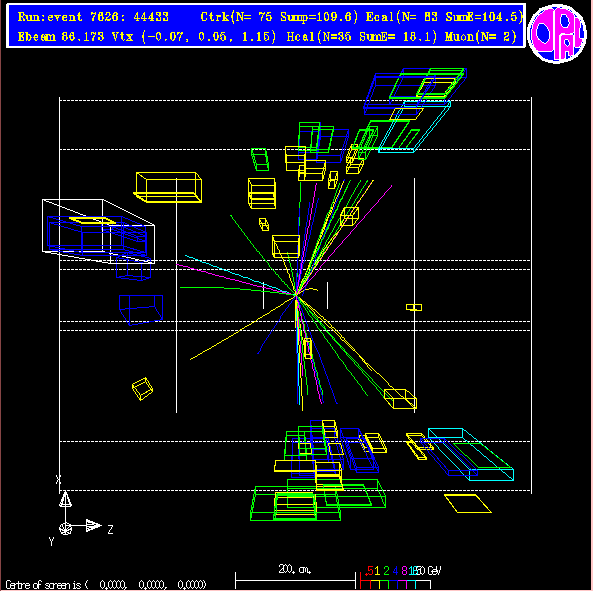 Run:event 7626: 44433 Ctrk(N= 75 Sump=109.6) Ecal(N= 83 SumE=104.5)
Ebeam 86.173 Vtx (-0.07, 0.06, 1.15) Hcal(N=35 SumE= 18.1) Muon(N= 2)
OPAL
X
Z
Y
200. cm.
.5 1 2 4 8 GeV
Centre of screen is ( 0.0000, 0.0000, 0.0000)